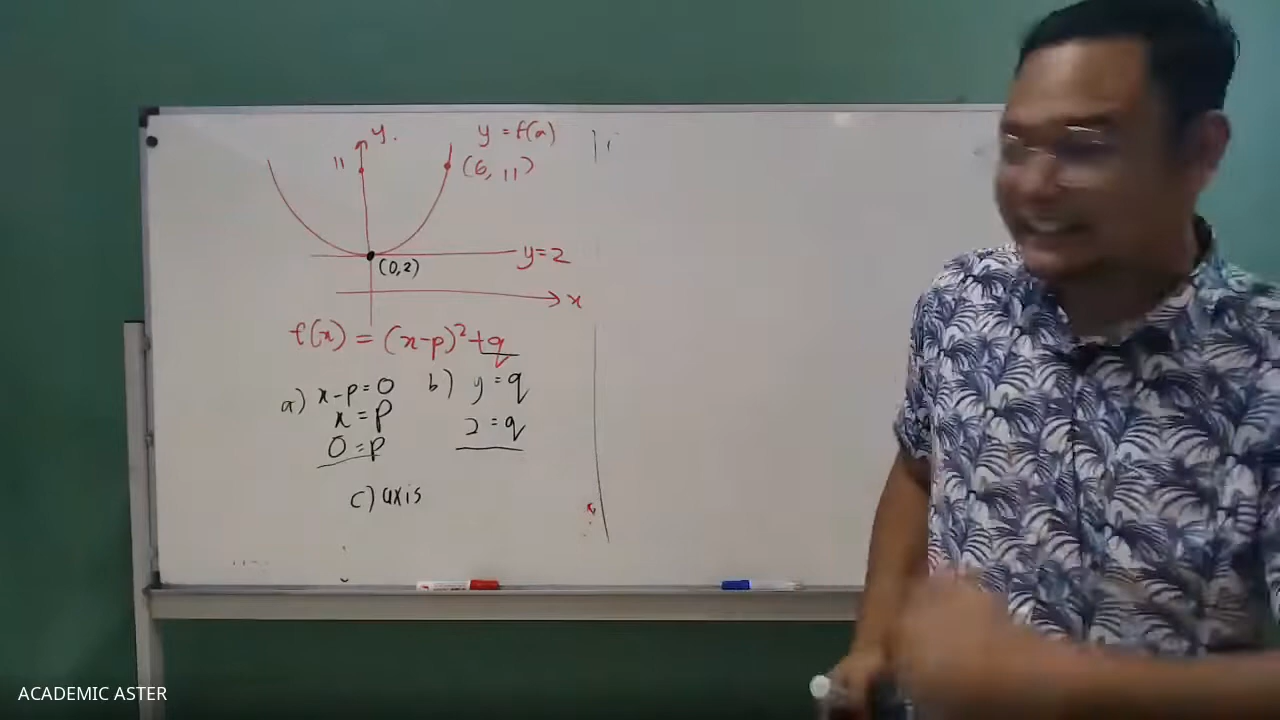 y.
y = f(x)
11
(6, 11)
y=2
(0,2)
x
f(x) = (x-p)²+q
a) x-p=0
x=p
0=p
b) y=q
2=q
c) axis
ACADEMIC ASTER